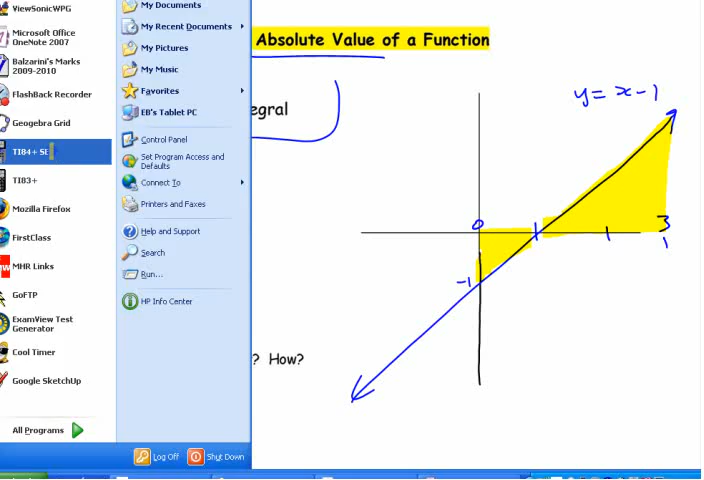 ViewSonicWPG
Microsoft Office
OneNote 2007
Balzarini's Marks
2009-2010
FlashBack Recorder
Geogebra Grid
TI84+ SE
TI83+
Mozilla Firefox
FirstClass
MHR Links
GoFTP
ExamView Test
Generator
Cool Timer
Google SketchUp
All Programs
My Documents
My Recent Documents
My Pictures
My Music
Favorites
EB's Tablet PC
Control Panel
Set Program Access and
Defaults
Connect To
Printers and Faxes
Help and Support
Search
Run...
HP Info Center
Log Off
Shut Down
Absolute Value of a Function
egral
y = x - 1
0
3
-1
? How?